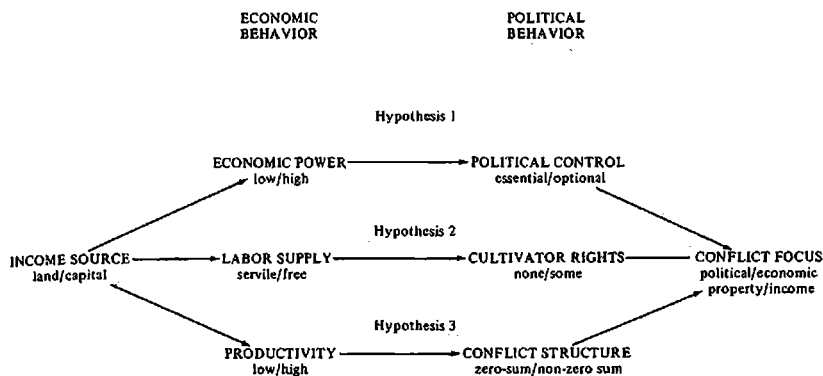 ECONOMIC
BEHAVIOR
POLITICAL
BEHAVIOR
Hypothesis 1
ECONOMIC POWER
low/high
POLITICAL CONTROL
essential/optional
Hypothesis 2
INCOME SOURCE
land/capital
LABOR SUPPLY
servile/free
CULTIVATOR RIGHTS
none/some
CONFLICT FOCUS
political/economic
property/income
Hypothesis 3
PRODUCTIVITY
low/high
CONFLICT STRUCTURE
zero-sum/non-zero sum